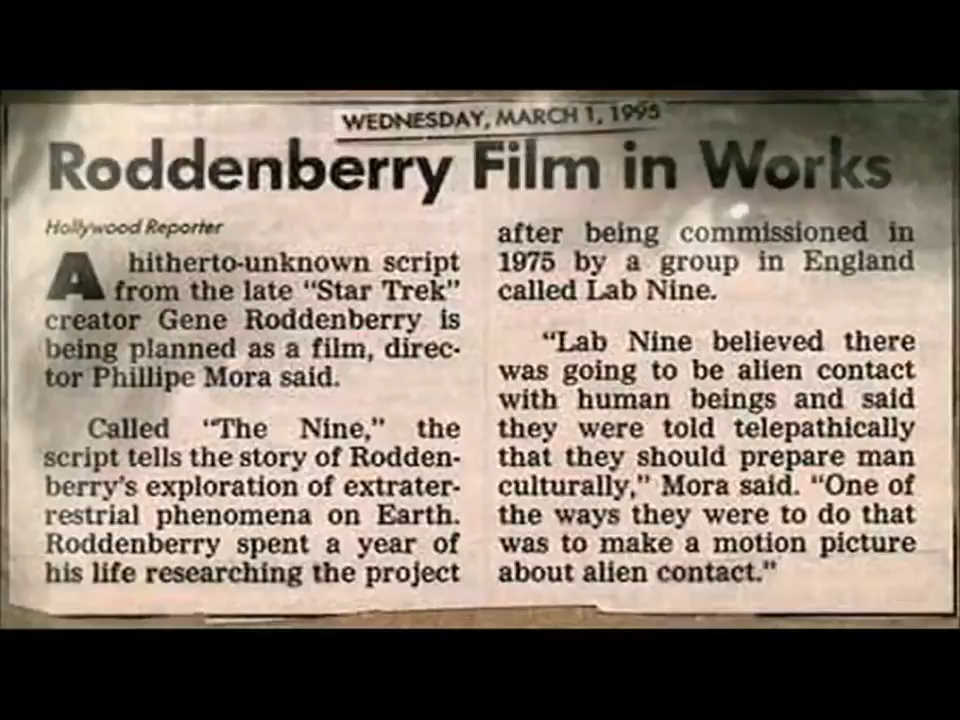 WEDNESDAY, MARCH 1, 1995
Roddenberry Film in Works
Hollywood Reporter
A hitherto-unknown script
from the late "Star Trek"
creator Gene Roddenberry is
being planned as a film, direc-
tor Phillipe Mora said.
Called "The Nine," the
script tells the story of Rodden-
berry's exploration of extrater-
restrial phenomena on Earth.
Roddenberry spent a year of
his life researching the project
after being commissioned in
1975 by a group in England
called Lab Nine.
"Lab Nine believed there
was going to be alien contact
with human beings and said
they were told telepathically
that they should prepare man
culturally," Mora said. "One of
the ways they were to do that
was to make a motion picture
about alien contact."